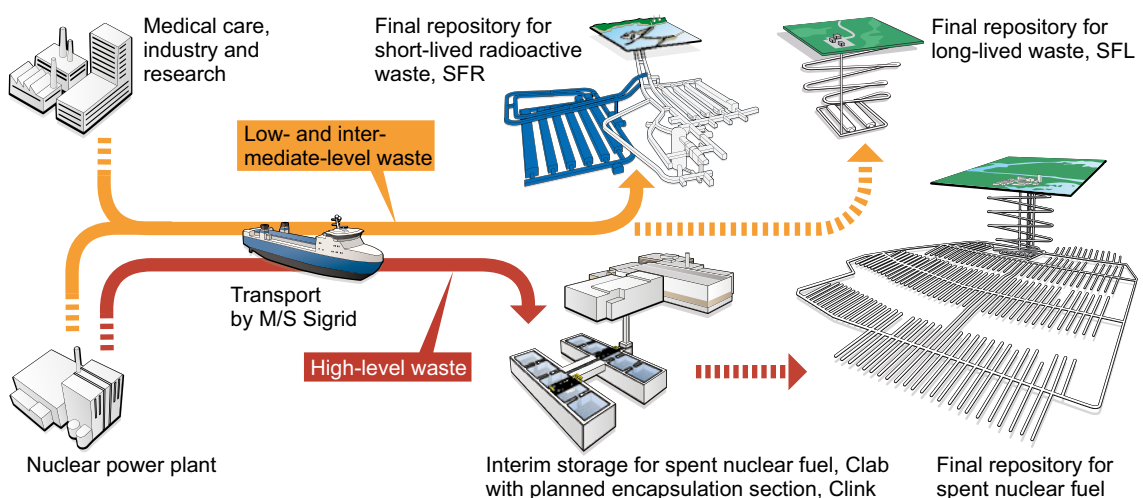 Medical care,
industry and
research
Final repository for
short-lived radioactive
waste, SFR
Final repository for
long-lived waste, SFL
Low- and inter-
mediate-level waste
Transport
by M/S Sigrid
High-level waste
Nuclear power plant
Interim storage for spent nuclear fuel, Clab
with planned encapsulation section, Clink
Final repository for
spent nuclear fuel